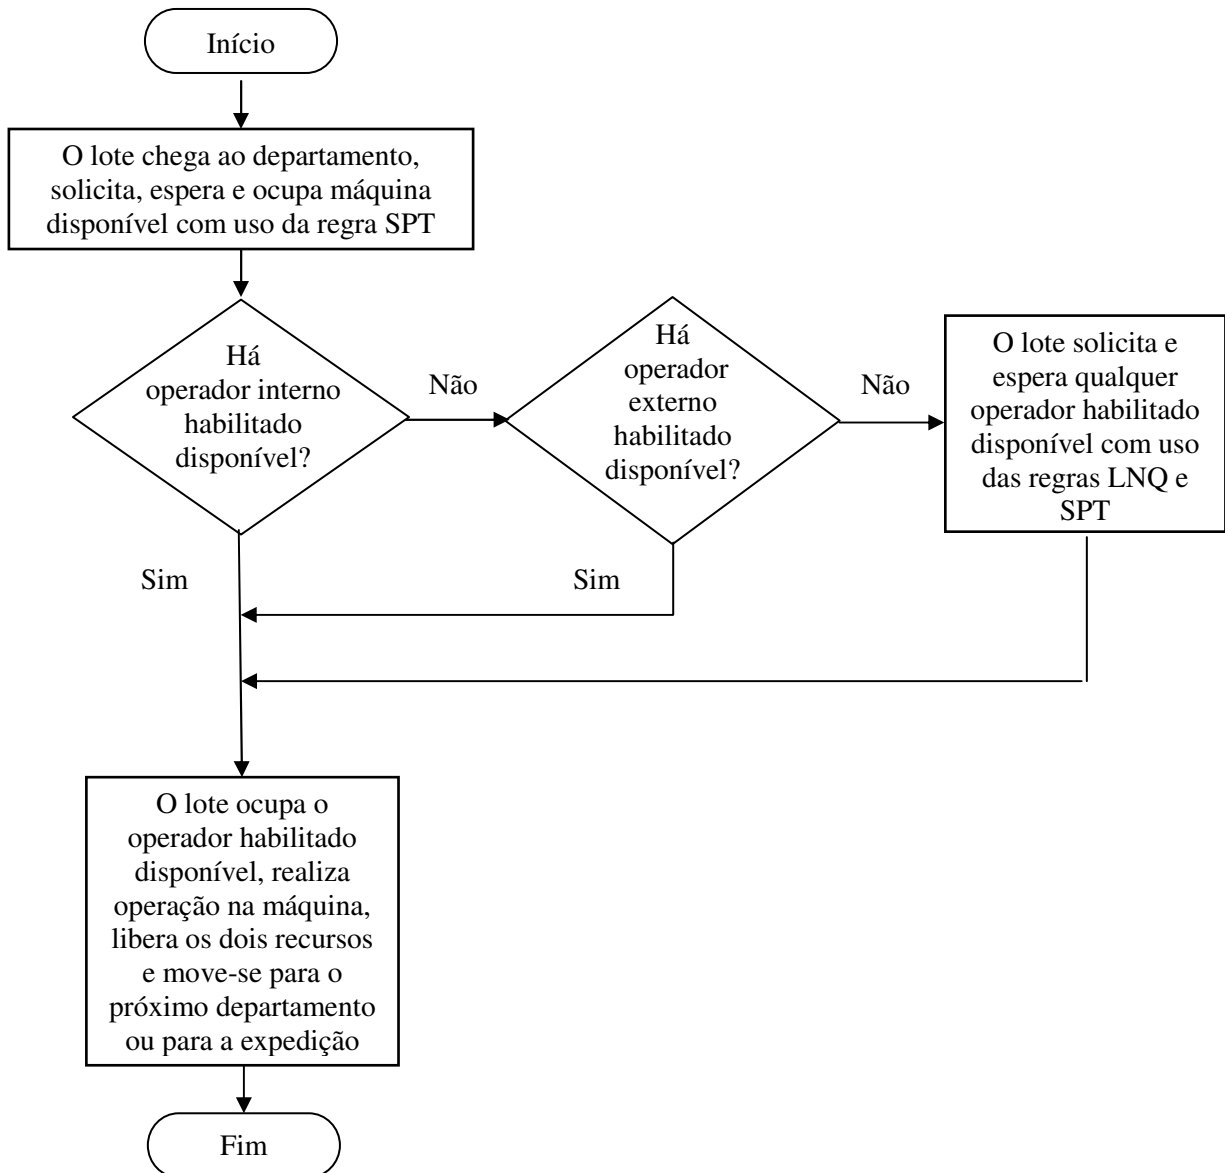 Início
O lote chega ao departamento,
solicita, espera e ocupa máquina
disponível com uso da regra SPT
Há
operador interno
habilitado
disponível?
Não
Há
operador
externo
habilitado
disponível?
Não
O lote solicita e
espera qualquer
operador habilitado
disponível com uso
das regras LNQ e
SPT
Sim
Sim
O lote ocupa o
operador habilitado
disponível, realiza
operação na máquina,
libera os dois recursos
e move-se para o
próximo departamento
ou para a expedição
Fim